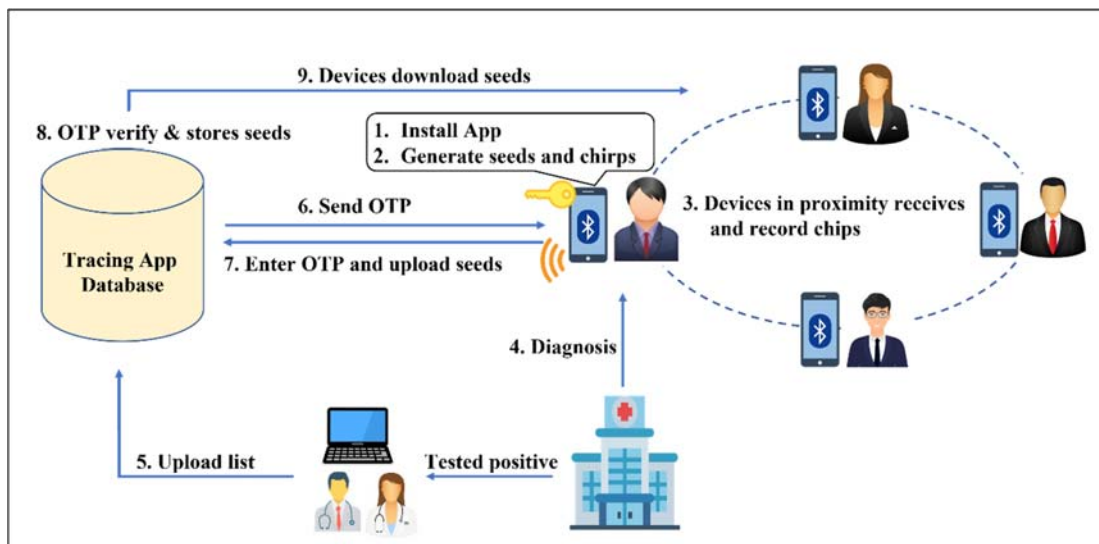 9. Devices download seeds
8. OTP verify & stores seeds
1. Install App
2. Generate seeds and chirps
6. Send OTP
3. Devices in proximity receives
and record chips
7. Enter OTP and upload seeds
Tracing App
Database
4. Diagnosis
5. Upload list
Tested positive